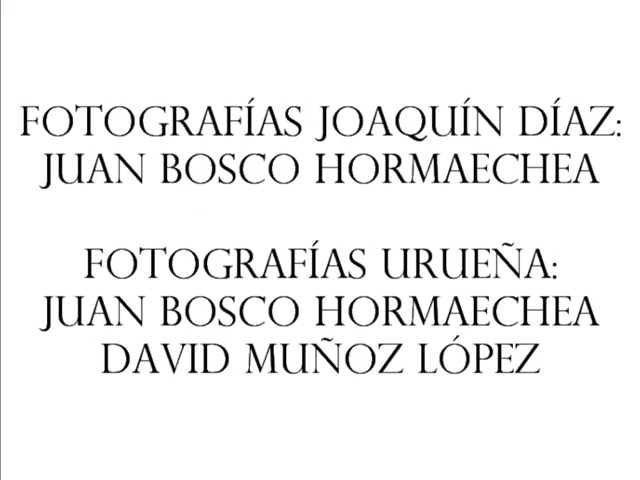 FOTOGRAFÍAS JOAQUÍN DÍAZ:
JUAN BOSCO HORMAECHEA
FOTOGRAFÍAS URUEÑA:
JUAN BOSCO HORMAECHEA
DAVID MUÑOZ LÓPEZ